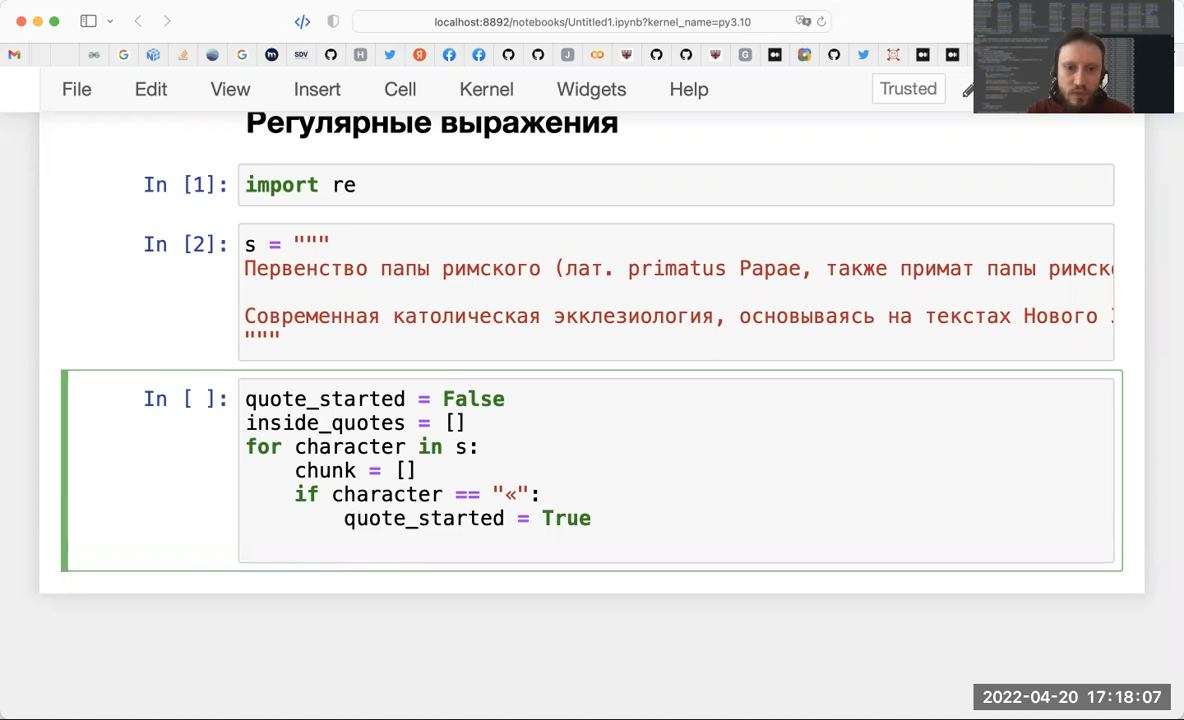 localhost:8892/notebooks/Untitled1.ipynb?kernel_name=py3.10
File Edit View Insert Cell Kernel Widgets Help Trusted
Регулярные выражения
In [1]: import re
In [2]: s = """
Первенство папы римского (лат. primatus Papae, также примат папы римск
Современная католическая экклезиология, основываясь на текстах Нового
"""
In [ ]: quote_started = False
inside_quotes = []
for character in s:
    chunk = []
    if character == "«":
        quote_started = True
2022-04-20 17:18:07